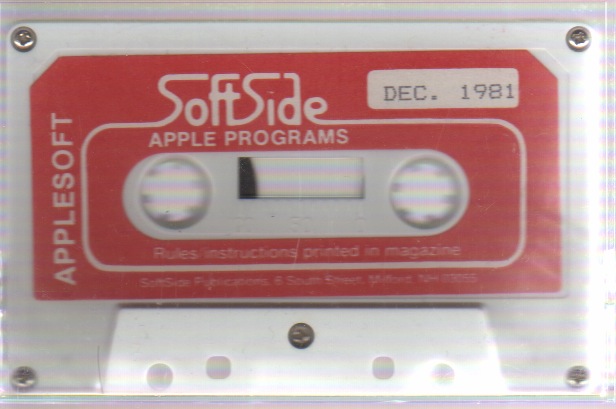 SoftSide
DEC. 1981
APPLE PROGRAMS
APPLESOFT
Rules/instructions printed in magazine
SoftSide Publications, 6 South Street, Milford, NH 03055